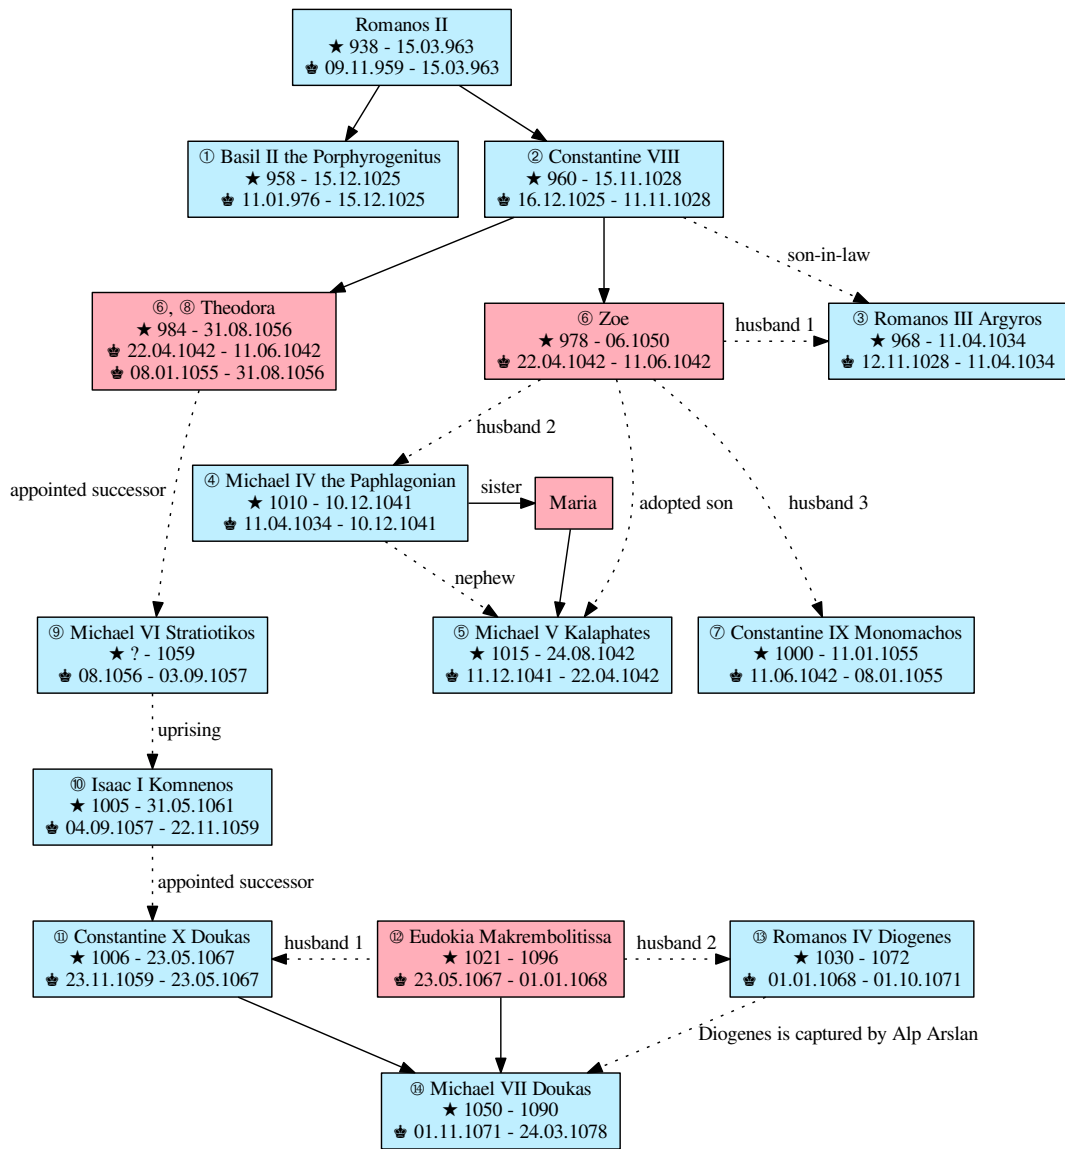 Romanos II
★ 938 - 15.03.963
♚ 09.11.959 - 15.03.963
① Basil II the Porphyrogenitus
★ 958 - 15.12.1025
♚ 11.01.976 - 15.12.1025
② Constantine VIII
★ 960 - 15.11.1028
♚ 16.12.1025 - 11.11.1028
son-in-law
⑥, ⑧ Theodora
★ 984 - 31.08.1056
♚ 22.04.1042 - 11.06.1042
♚ 08.01.1055 - 31.08.1056
⑥ Zoe
★ 978 - 06.1050
♚ 22.04.1042 - 11.06.1042
husband 1
③ Romanos III Argyros
★ 968 - 11.04.1034
♚ 12.11.1028 - 11.04.1034
husband 2
appointed successor
④ Michael IV the Paphlagonian
★ 1010 - 10.12.1041
♚ 11.04.1034 - 10.12.1041
sister
Maria
adopted son
husband 3
nephew
⑨ Michael VI Stratiotikos
★ ? - 1059
♚ 08.1056 - 03.09.1057
⑤ Michael V Kalaphates
★ 1015 - 24.08.1042
♚ 11.12.1041 - 22.04.1042
⑦ Constantine IX Monomachos
★ 1000 - 11.01.1055
♚ 11.06.1042 - 08.01.1055
uprising
⑩ Isaac I Komnenos
★ 1005 - 31.05.1061
♚ 04.09.1057 - 22.11.1059
appointed successor
⑪ Constantine X Doukas
★ 1006 - 23.05.1067
♚ 23.11.1059 - 23.05.1067
husband 1
⑫ Eudokia Makrembolitissa
★ 1021 - 1096
♚ 23.05.1067 - 01.01.1068
husband 2
⑬ Romanos IV Diogenes
★ 1030 - 1072
♚ 01.01.1068 - 01.10.1071
Diogenes is captured by Alp Arslan
⑭ Michael VII Doukas
★ 1050 - 1090
♚ 01.11.1071 - 24.03.1078